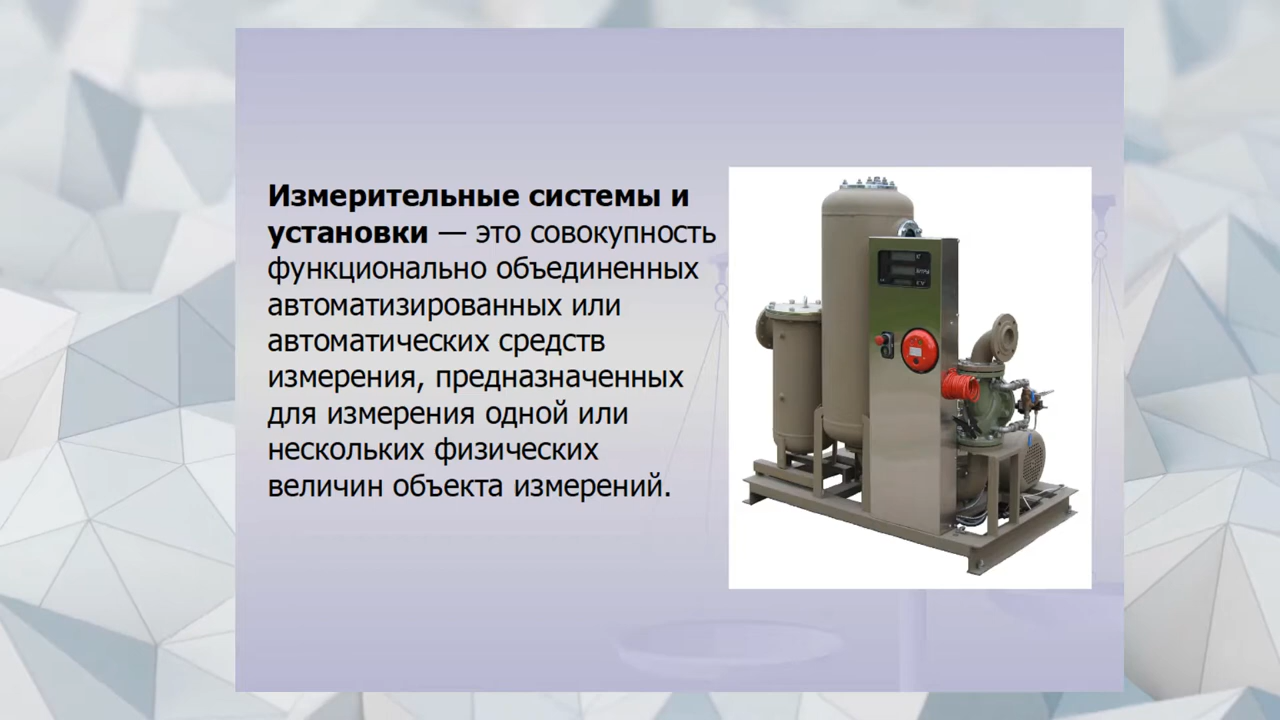 Измерительные системы и
установки — это совокупность
функционально объединенных
автоматизированных или
автоматических средств
измерения, предназначенных
для измерения одной или
нескольких физических
величин объекта измерений.